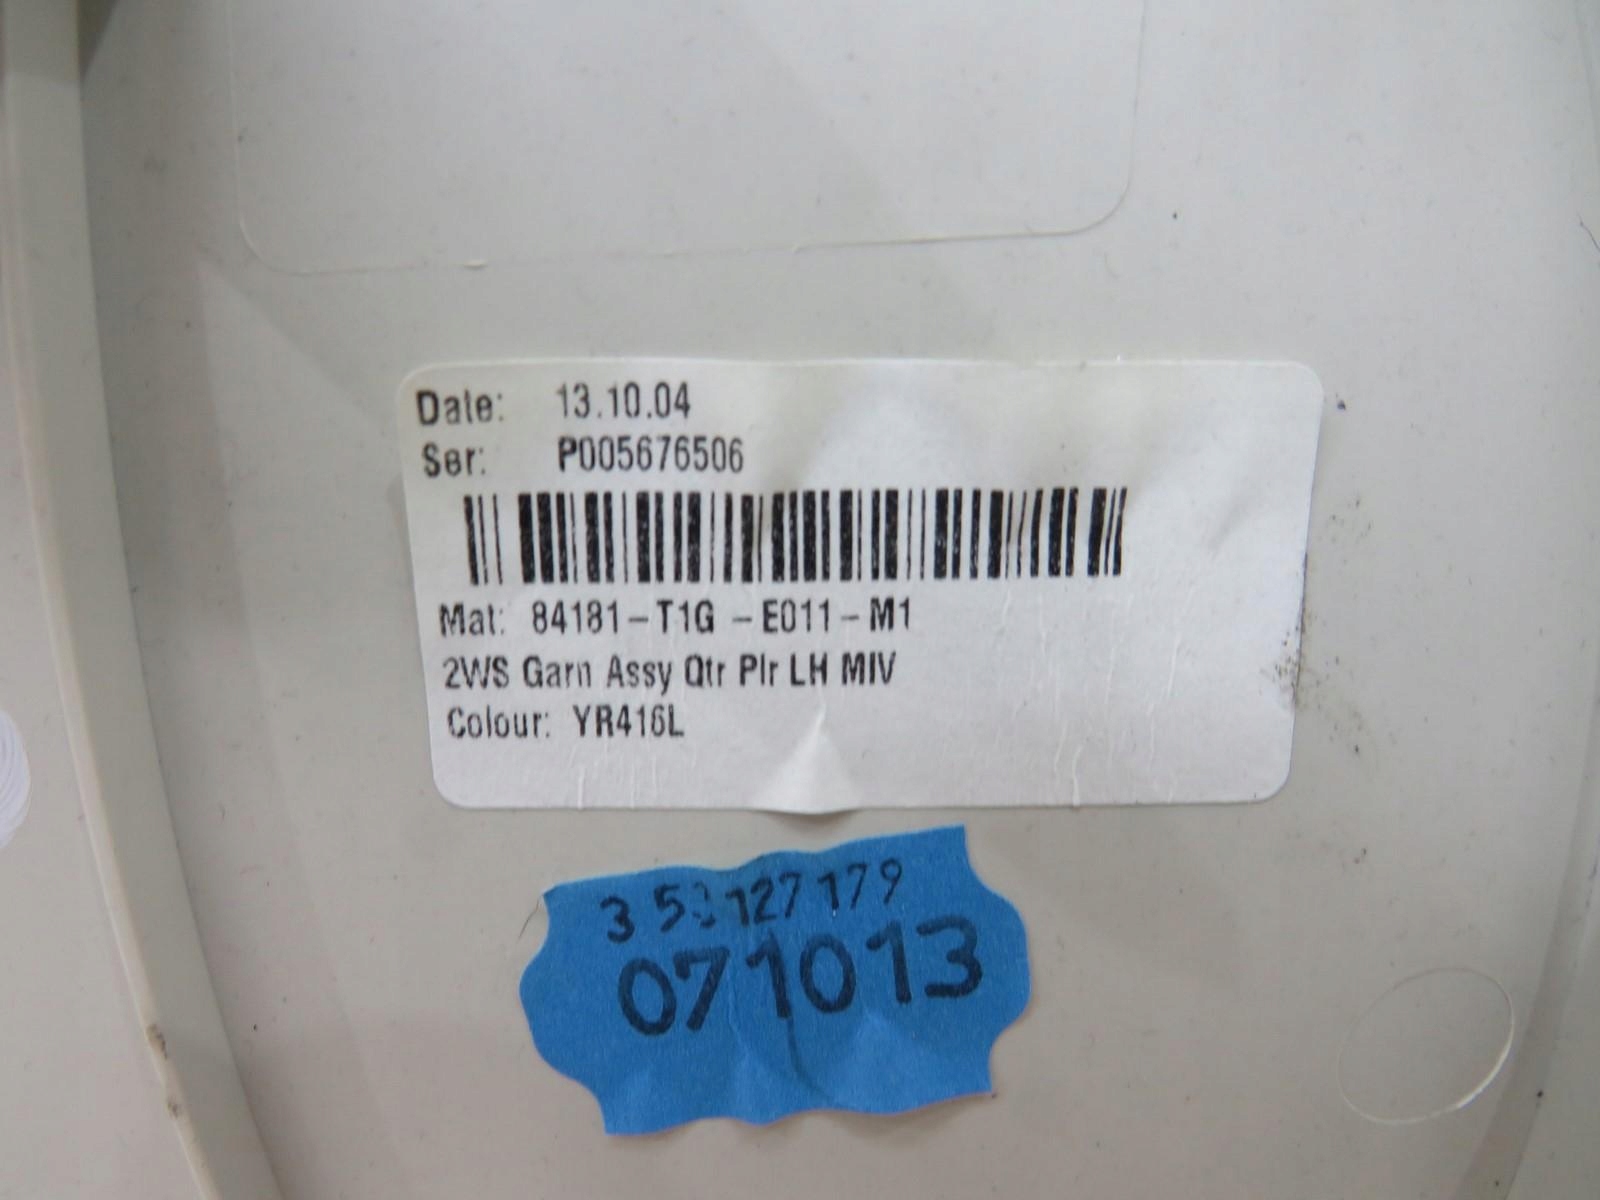 Date: 13.10.04
Ser: P005676506
Mat: 84181-T1G -E011-M1
2WS Garn Assy Qtr Plr LH MIV
Colour: YR416L
071013